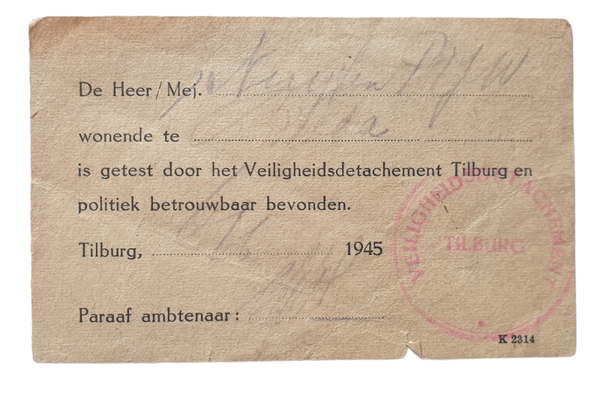 De Heer/Mej.
wonende te
is getest door het Veiligheidsdetachement Tilburg en
politiek betrouwbaar bevonden.
Tilburg, 1945
Paraaf ambtenaar:
VEILIGHEIDSDETACHEMENT
TILBURG
K 2314